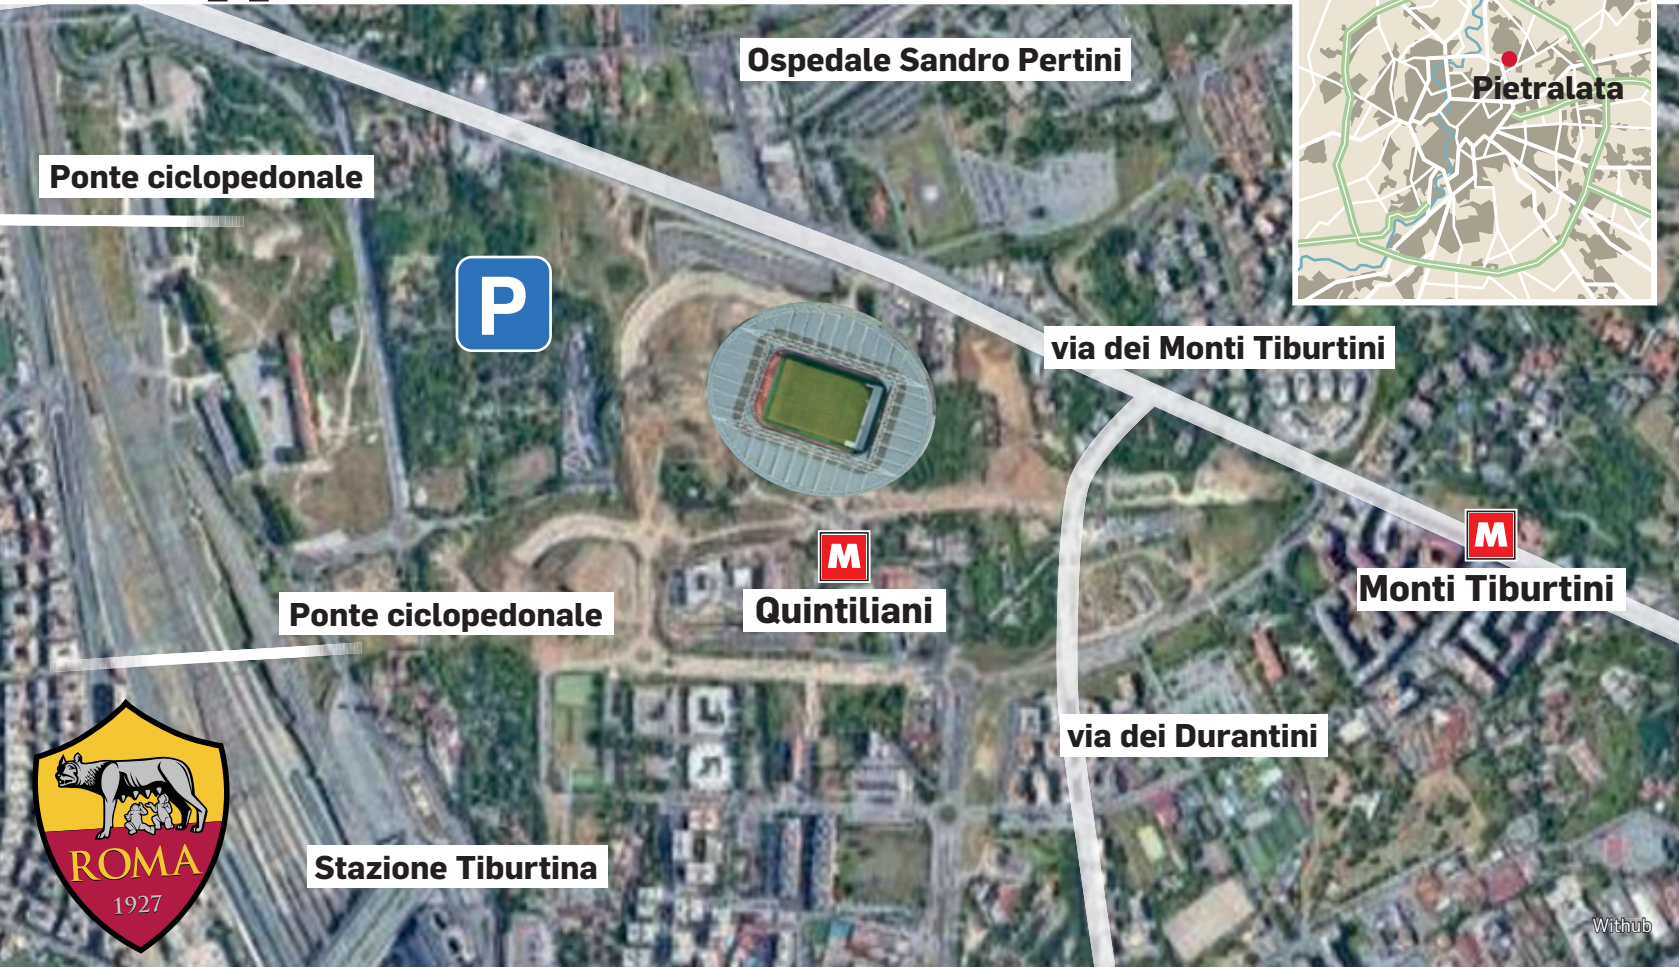 Ospedale Sandro Pertini
Pietralata
Ponte ciclopedonale
P
via dei Monti Tiburtini
M
Monti Tiburtini
M
Quintiliani
Ponte ciclopedonale
via dei Durantini
ROMA
1927
Stazione Tiburtina
Withub